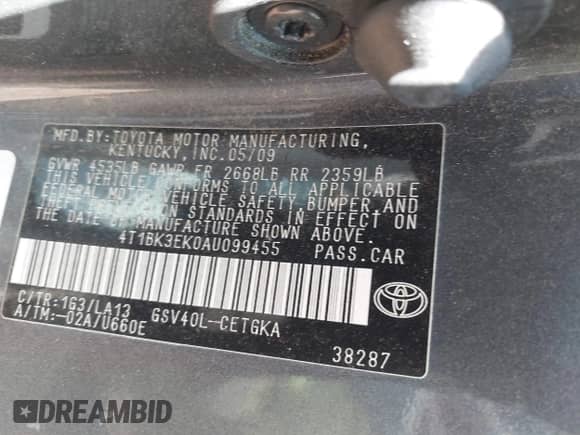 MFD.BY:TOYOTA MOTOR MANUFACTURING,
KENTUCKY, INC.05/09
GVWR 4535LB GAWR FR 2668LB RR 2359LB
THIS VEHICLE CONFORMS TO ALL APPLICABLE
FEDERAL MOTOR VEHICLE SAFETY,BUMPER,AND
THEFT PREVENTION STANDARDS IN EFFECT ON
THE DATE OF MANUFACTURE SHOWN ABOVE.
4T1BK3EK0AU099455 PASS.CAR
C/TR:1G3/LA13
A/TM:-02A/U660E
GSV40L-CETGKA
38287
DREAMBID